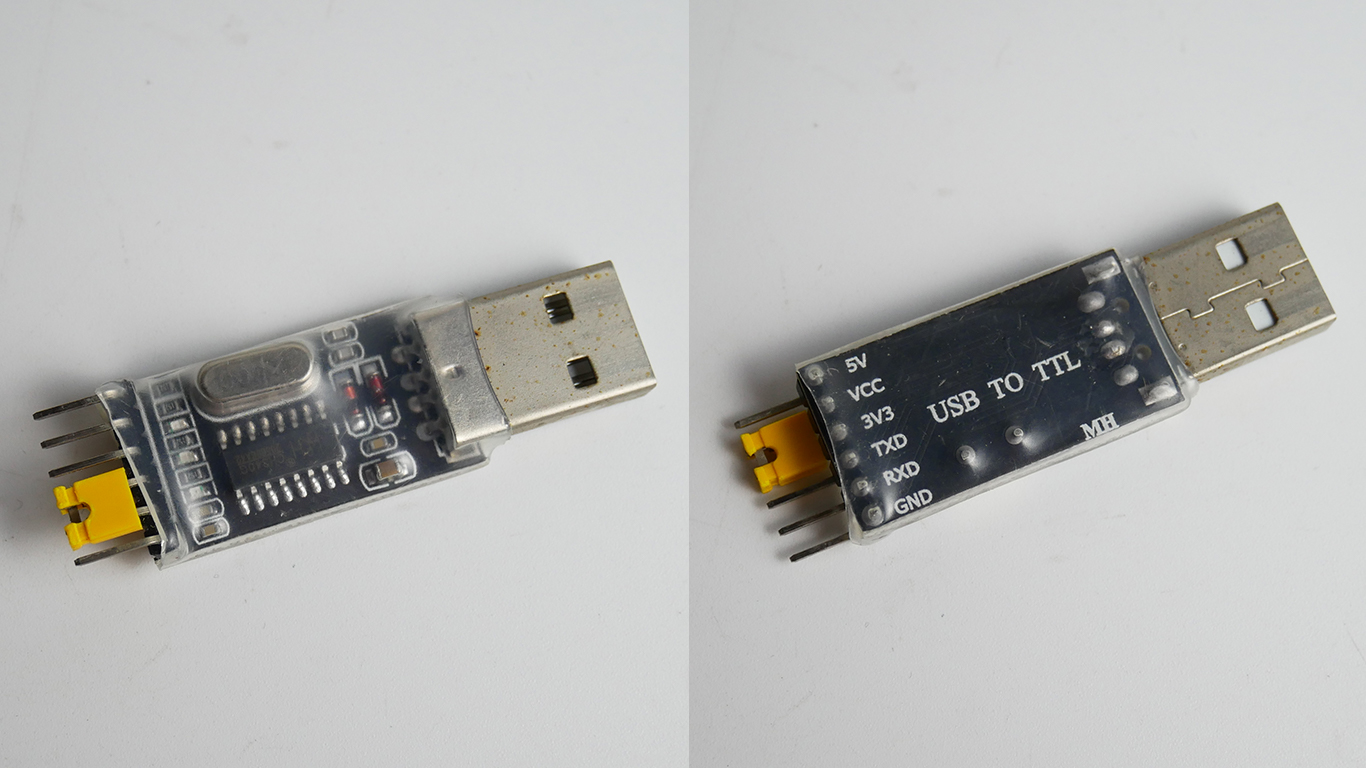 5V
VCC
3V3
TXD
RXD
GND
USB TO TTL
MH